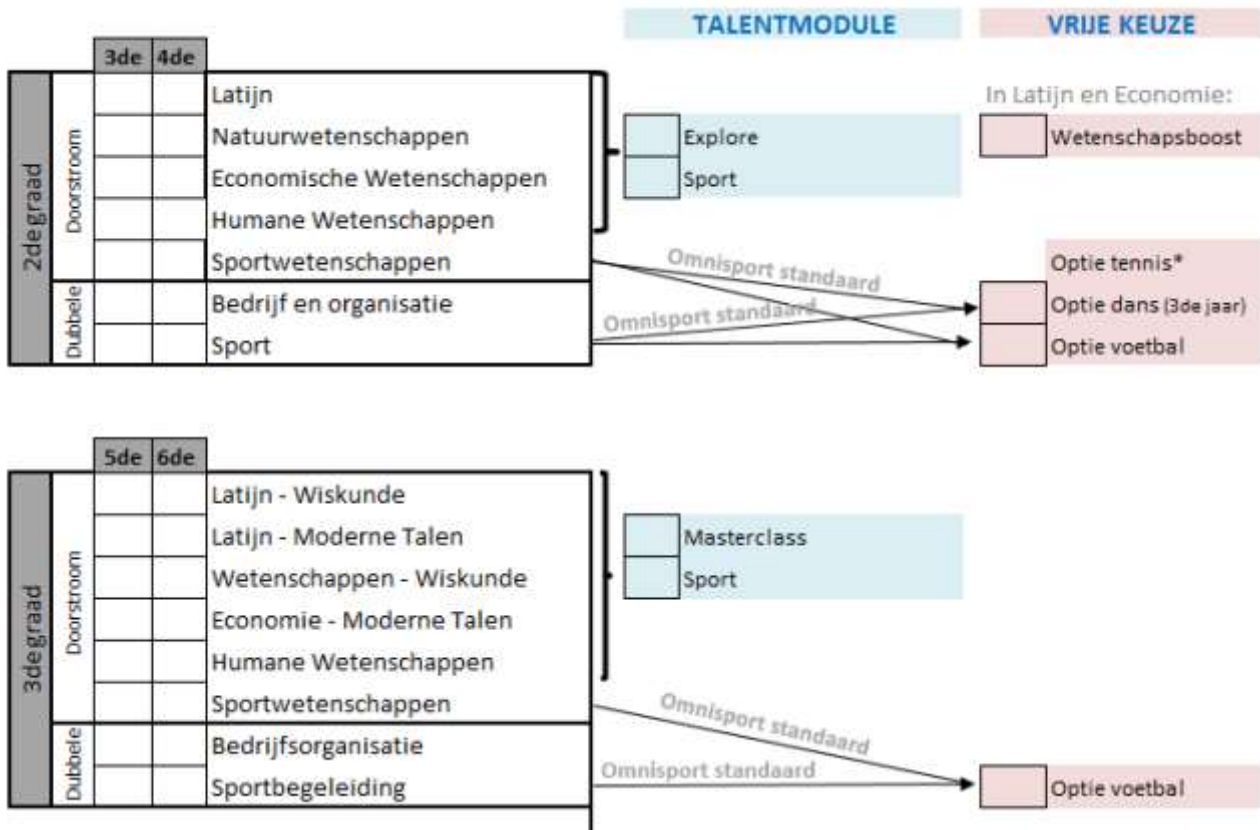 TALENTMODULE VRIJE KEUZE
3de 4de
2de graad
Doorstroom
Latijn In Latijn en Economie:
Natuurwetenschappen Explore Wetenschapsboost
Economische Wetenschappen Sport
Humane Wetenschappen
Sportwetenschappen Omnisport standaard Optie tennis*
Dubbele
Bedrijf en organisatie Omnisport standaard Optie dans (3de jaar)
Sport Optie voetbal
5de 6de
3de graad
Doorstroom
Latijn - Wiskunde
Latijn - Moderne Talen Masterclass
Wetenschappen - Wiskunde Sport
Economie - Moderne Talen
Humane Wetenschappen
Sportwetenschappen Omnisport standaard
Dubbele
Bedrijfsorganisatie
Omnisport standaard
Sportbegeleiding Optie voetbal